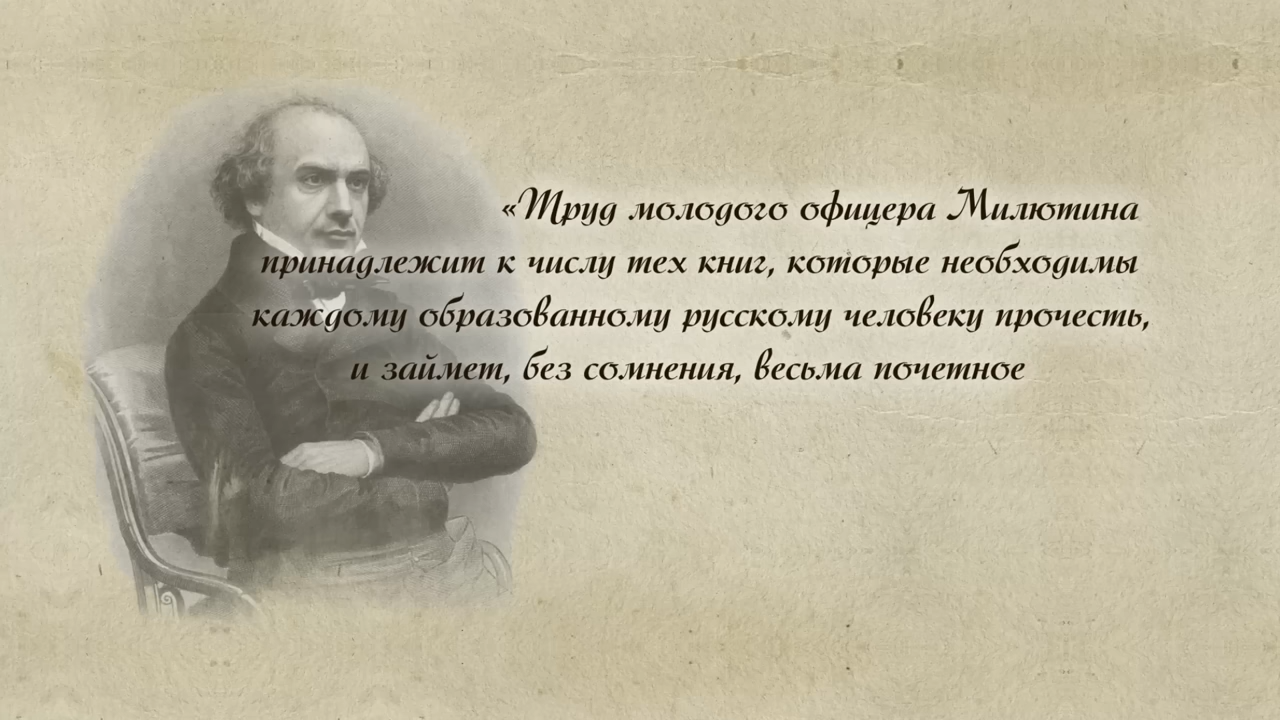 «Труд молодого офицера Милютина
принадлежит к числу тех книг, которые необходимы
каждому образованному русскому человеку прочесть,
и займет, без сомнения, весьма почетное